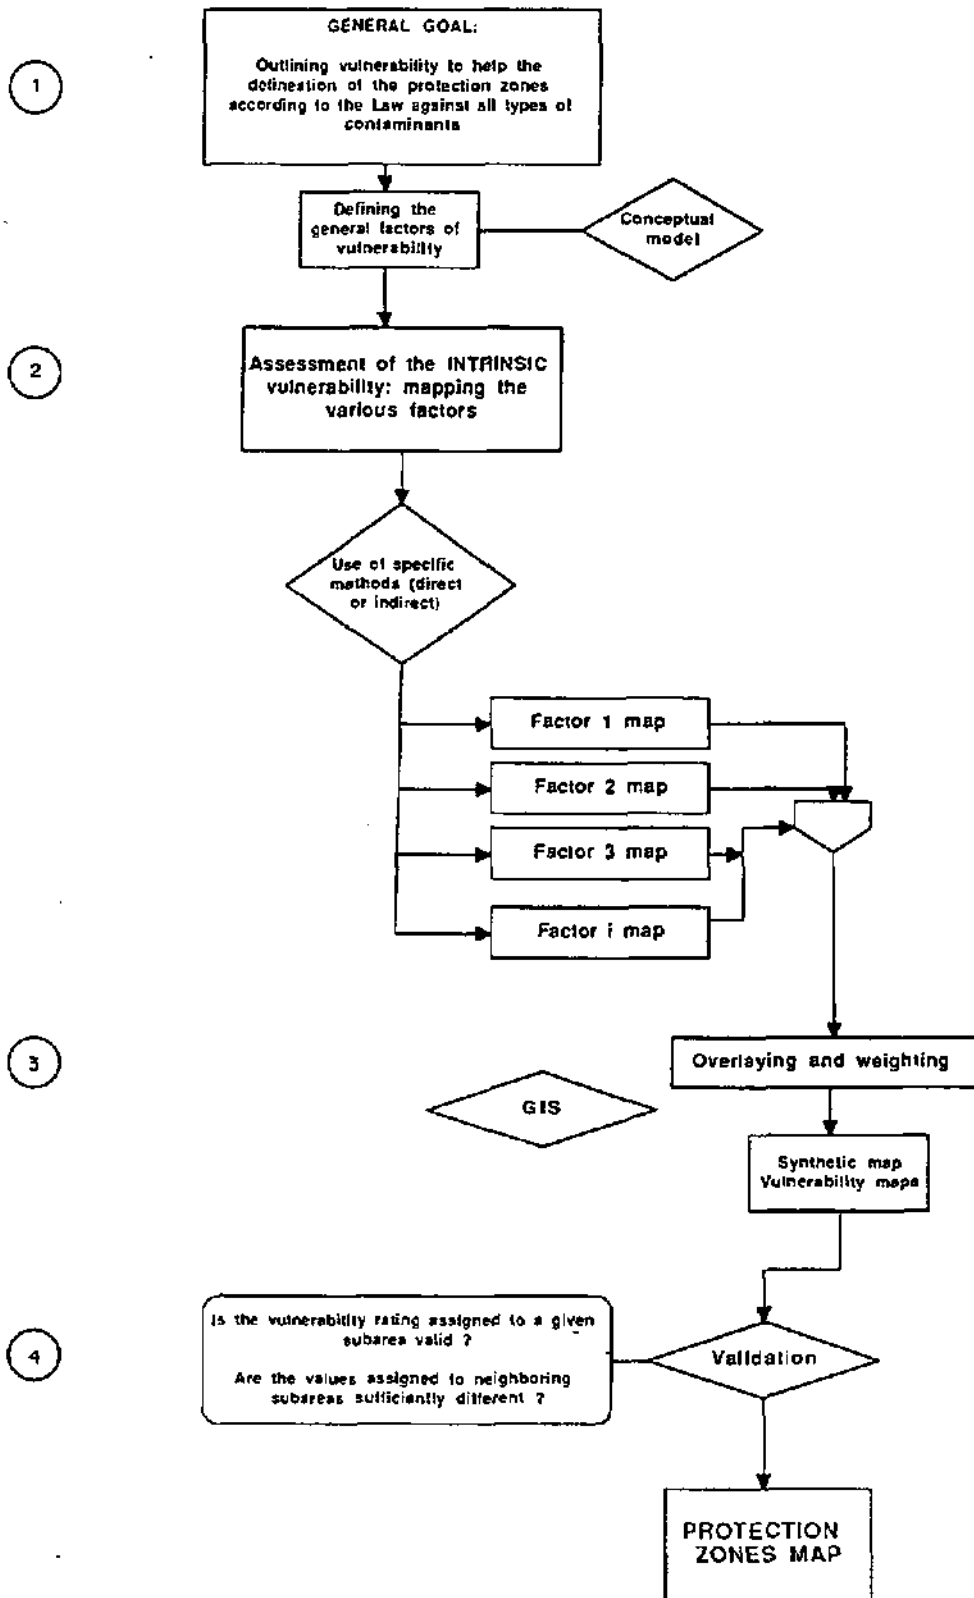 GENERAL GOAL:
Outlining vulnerability to help the
delineation of the protection zones
according to the Law against all types of
contaminants
1
Defining the
general factors of
vulnerability
Conceptual
model
2
Assessment of the INTRINSIC
vulnerability: mapping the
various factors
Use of specific
methods (direct
or indirect)
Factor 1 map
Factor 2 map
Factor 3 map
Factor i map
3
Overlaying and weighting
GIS
Synthetic map
Vulnerability maps
4
Is the vulnerability rating assigned to a given
subarea valid ?
Are the values assigned to neighboring
subareas sufficiently different ?
Validation
PROTECTION
ZONES MAP